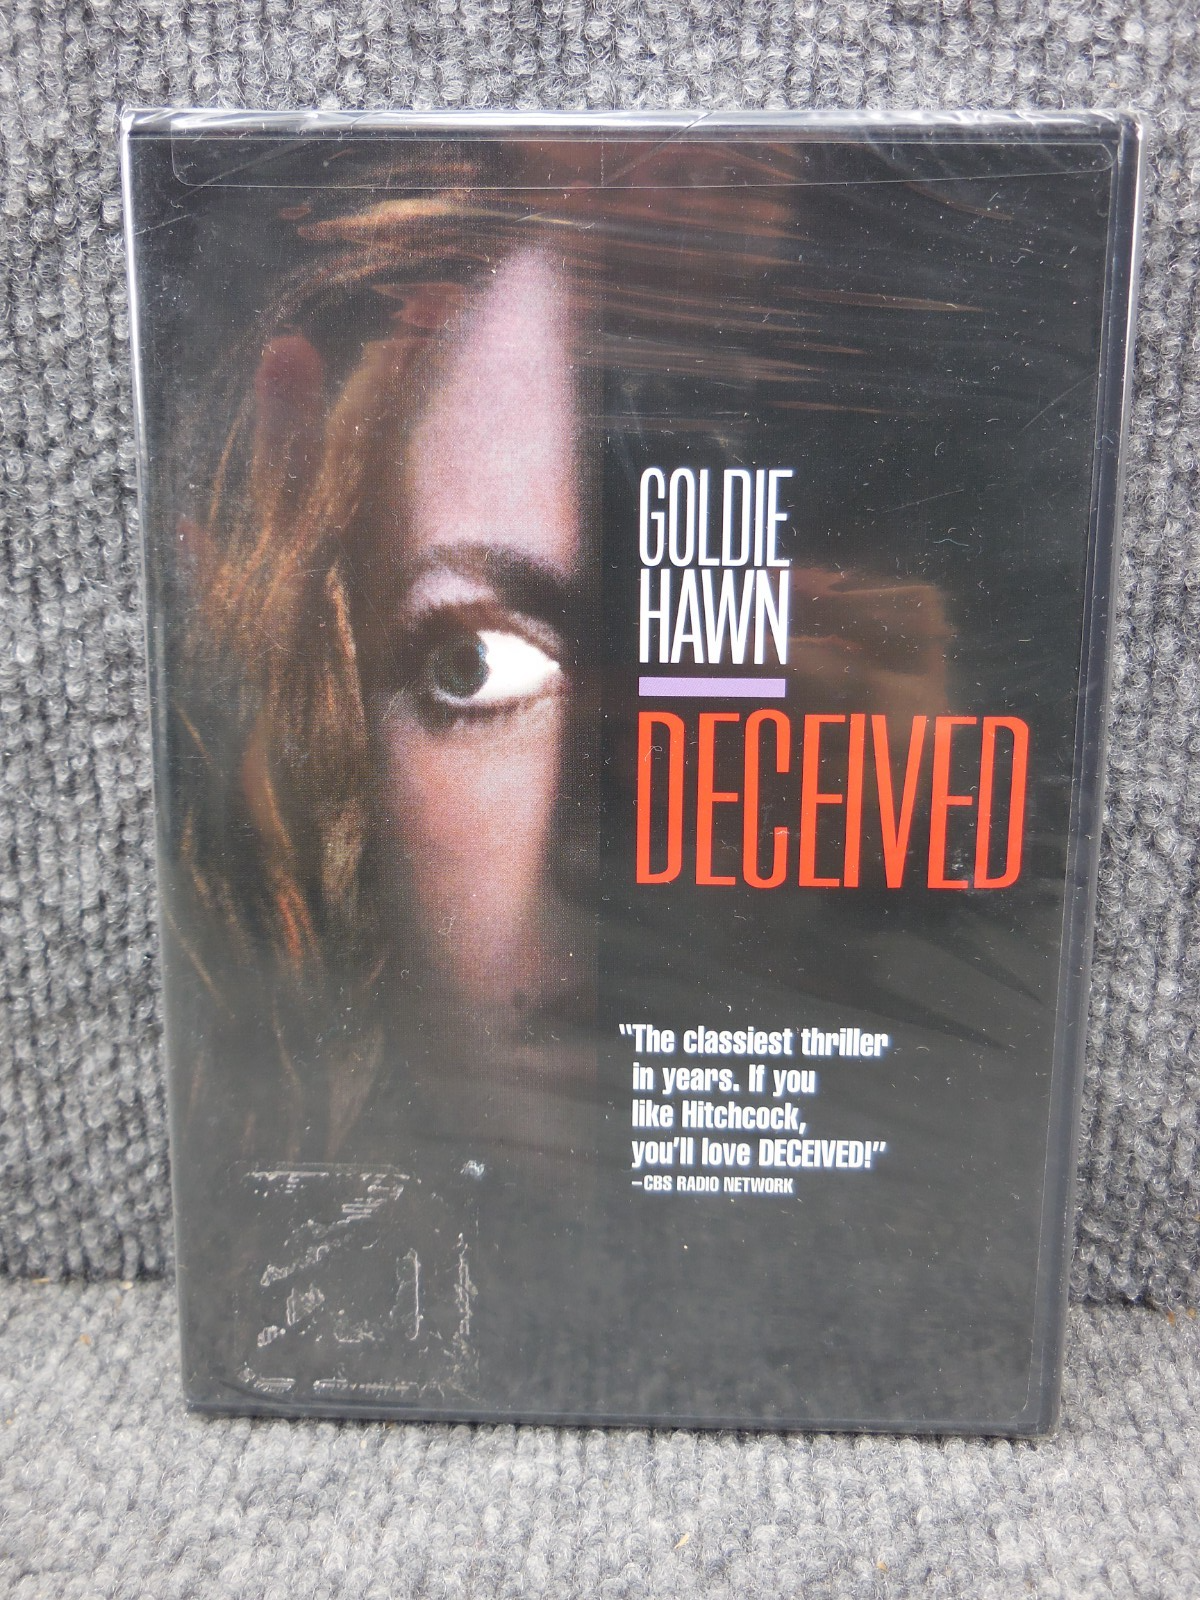 GOLDIE
HAWN
DECEIVED
"The classiest thriller
in years. If you
like Hitchcock,
you'll love DECEIVED!"
–CBS RADIO NETWORK